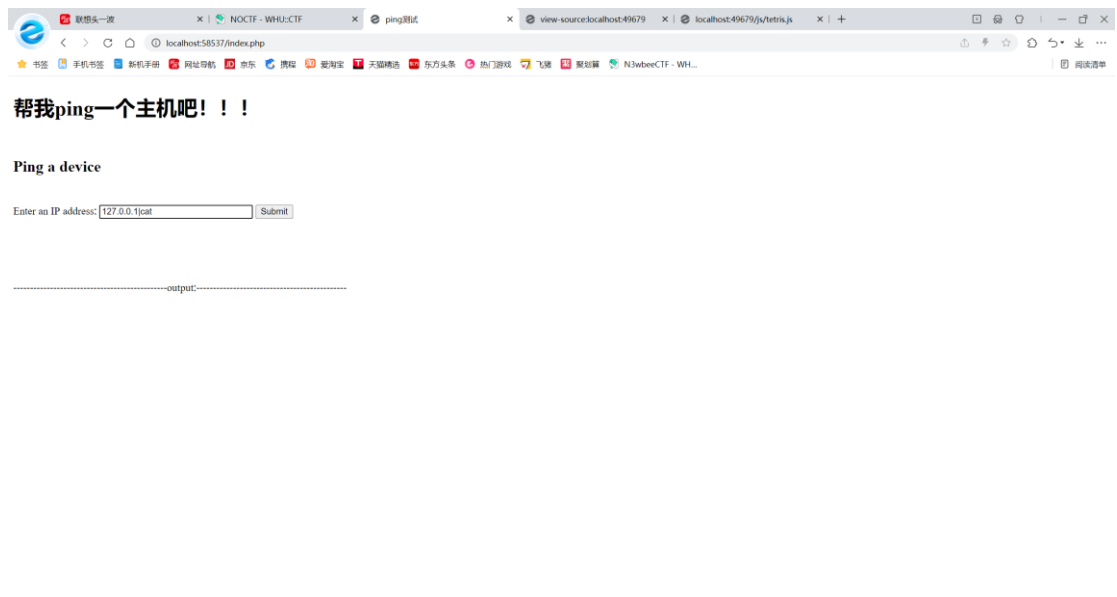 联想头一波 NOCTF - WHU::CTF ping测试 view-source:localhost:49679 localhost:49679/js/tetris.js
localhost:58537/index.php
书签 手机书签 新机手册 网址导航 JD 京东 携程 爱淘宝 天猫精选 东方头条 热门游戏 飞猪 聚划算 N3wbeeCTF - WH... 阅读清单
帮我ping一个主机吧！！！
Ping a device
Enter an IP address: 127.0.0.1|cat Submit
----------------------------------------------output:---------------------------------------------